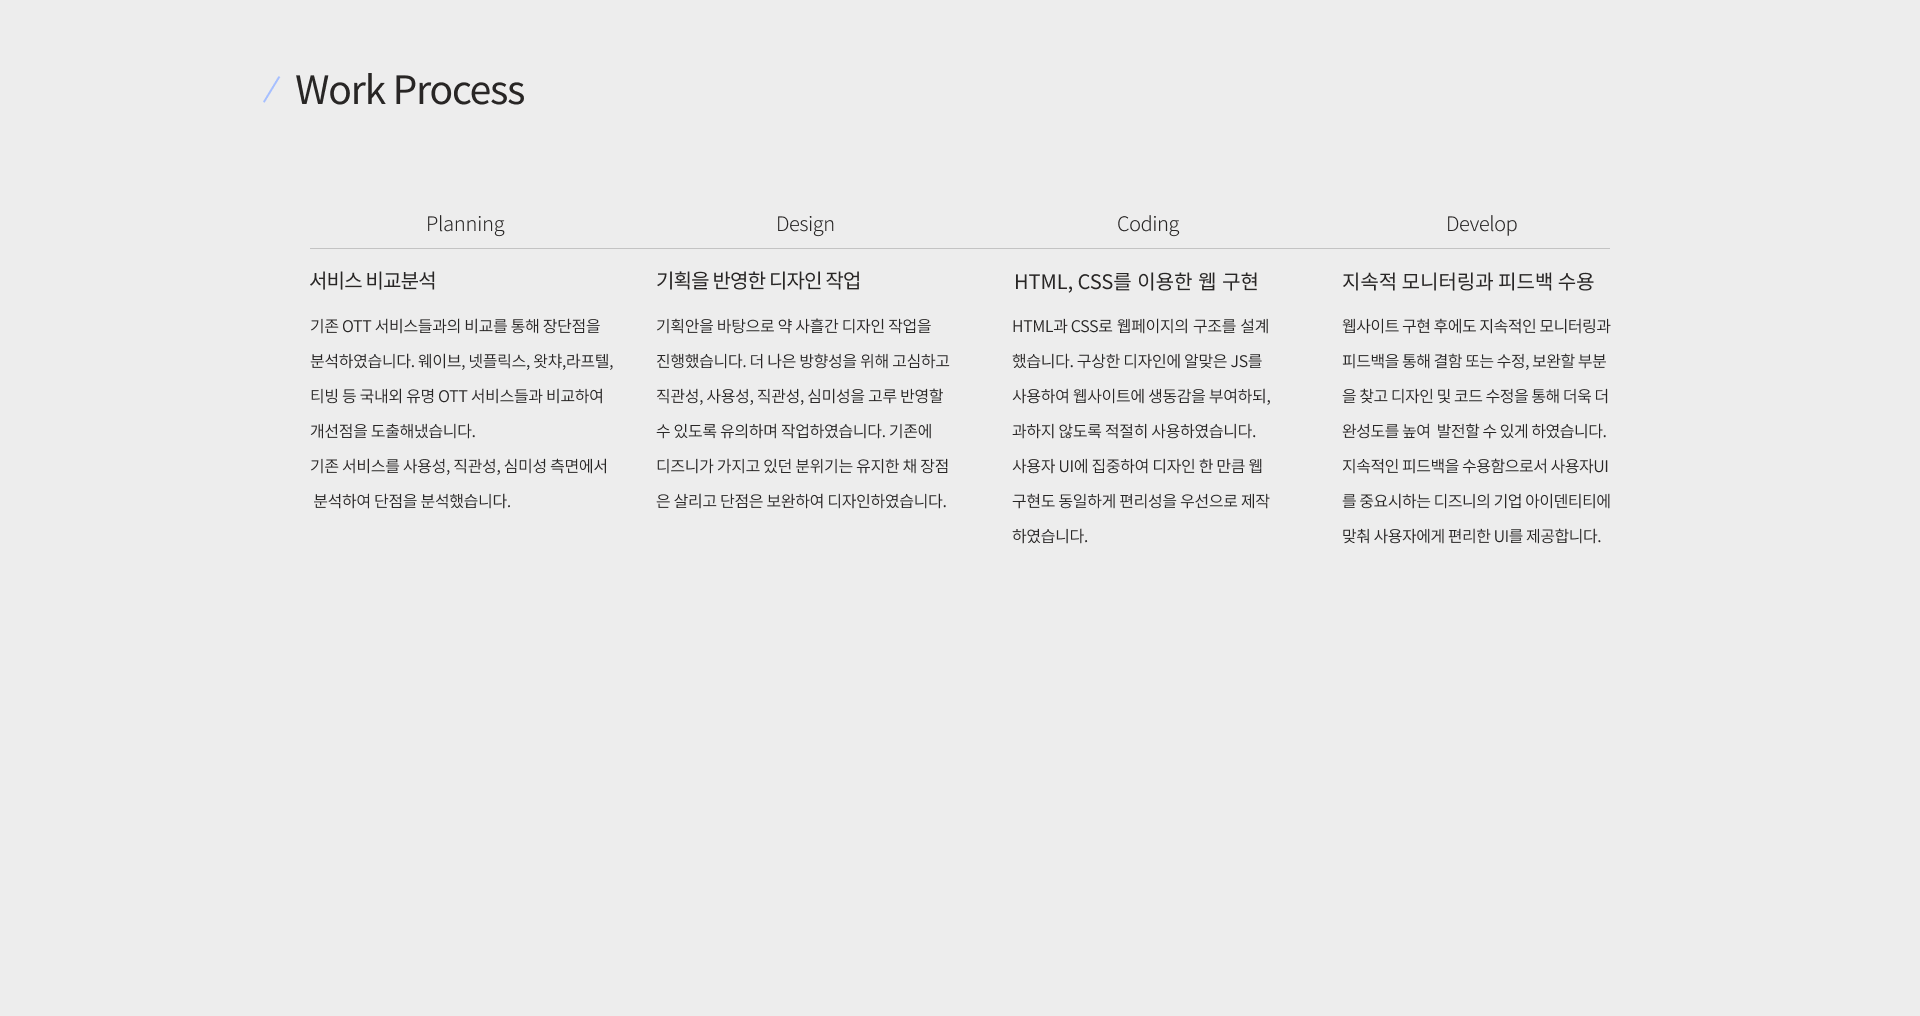 Work Process
Planning
Design
Coding
Develop
서비스 비교분석
기존 OTT 서비스들과의 비교를 통해 장단점을
분석하였습니다. 웨이브, 넷플릭스, 왓챠,라프텔,
티빙 등 국내외 유명 OTT 서비스들과 비교하여
개선점을 도출해냈습니다.
기존 서비스를 사용성, 직관성, 심미성 측면에서
분석하여 단점을 분석했습니다.
기획을 반영한 디자인 작업
기획안을 바탕으로 약 사흘간 디자인 작업을
진행했습니다. 더 나은 방향성을 위해 고심하고
직관성, 사용성, 직관성, 심미성을 고루 반영할
수 있도록 유의하며 작업하였습니다. 기존에
디즈니가 가지고 있던 분위기는 유지한 채 장점
은 살리고 단점은 보완하여 디자인하였습니다.
HTML, CSS를 이용한 웹 구현
HTML과 CSS로 웹페이지의 구조를 설계
했습니다. 구상한 디자인에 알맞은 JS를
사용하여 웹사이트에 생동감을 부여하되,
과하지 않도록 적절히 사용하였습니다.
사용자 UI에 집중하여 디자인 한 만큼 웹
구현도 동일하게 편리성을 우선으로 제작
하였습니다.
지속적 모니터링과 피드백 수용
웹사이트 구현 후에도 지속적인 모니터링과
피드백을 통해 결함 또는 수정, 보완할 부분
을 찾고 디자인 및 코드 수정을 통해 더욱 더
완성도를 높여  발전할 수 있게 하였습니다.
지속적인 피드백을 수용함으로서 사용자UI
를 중요시하는 디즈니의 기업 아이덴티티에
맞춰 사용자에게 편리한 UI를 제공합니다.